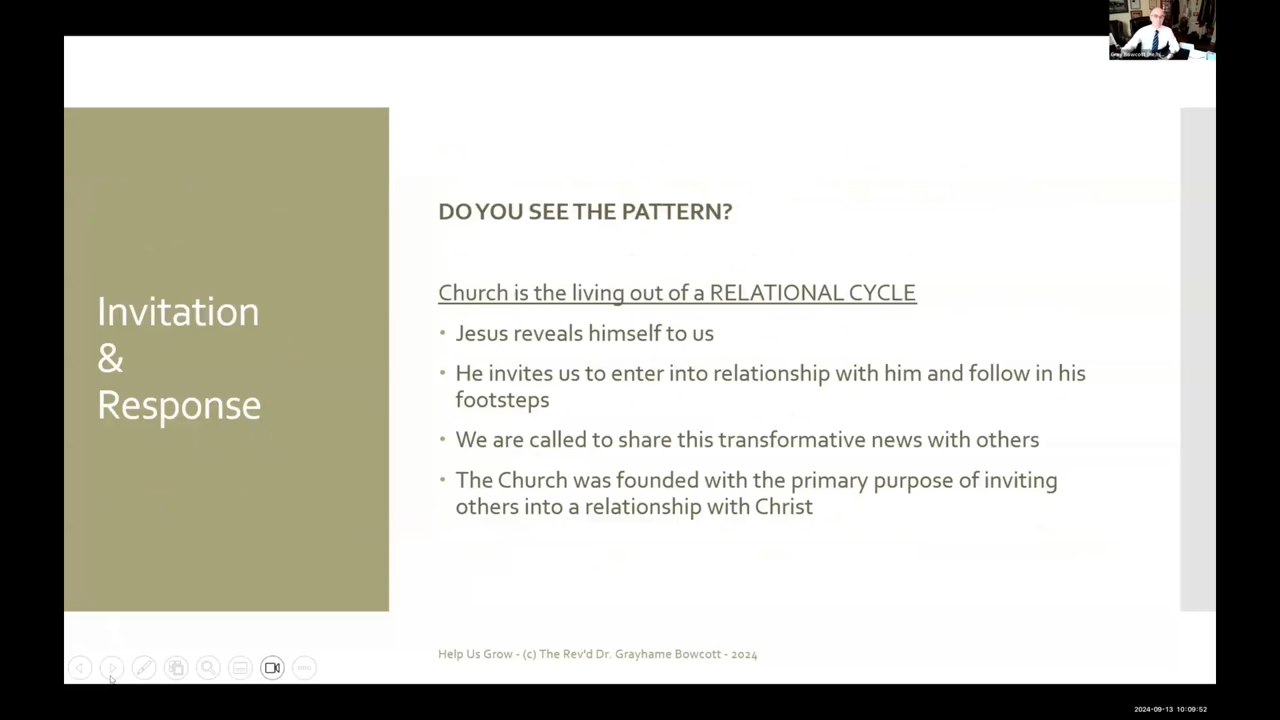 Gray Bowcott
Invitation
&
Response
DO YOU SEE THE PATTERN?
Church is the living out of a RELATIONAL CYCLE
• Jesus reveals himself to us
• He invites us to enter into relationship with him and follow in his
footsteps
• We are called to share this transformative news with others
• The Church was founded with the primary purpose of inviting
others into a relationship with Christ
Help Us Grow - (c) The Rev'd Dr. Grayhame Bowcott - 2024
2024-09-13 10:09:52